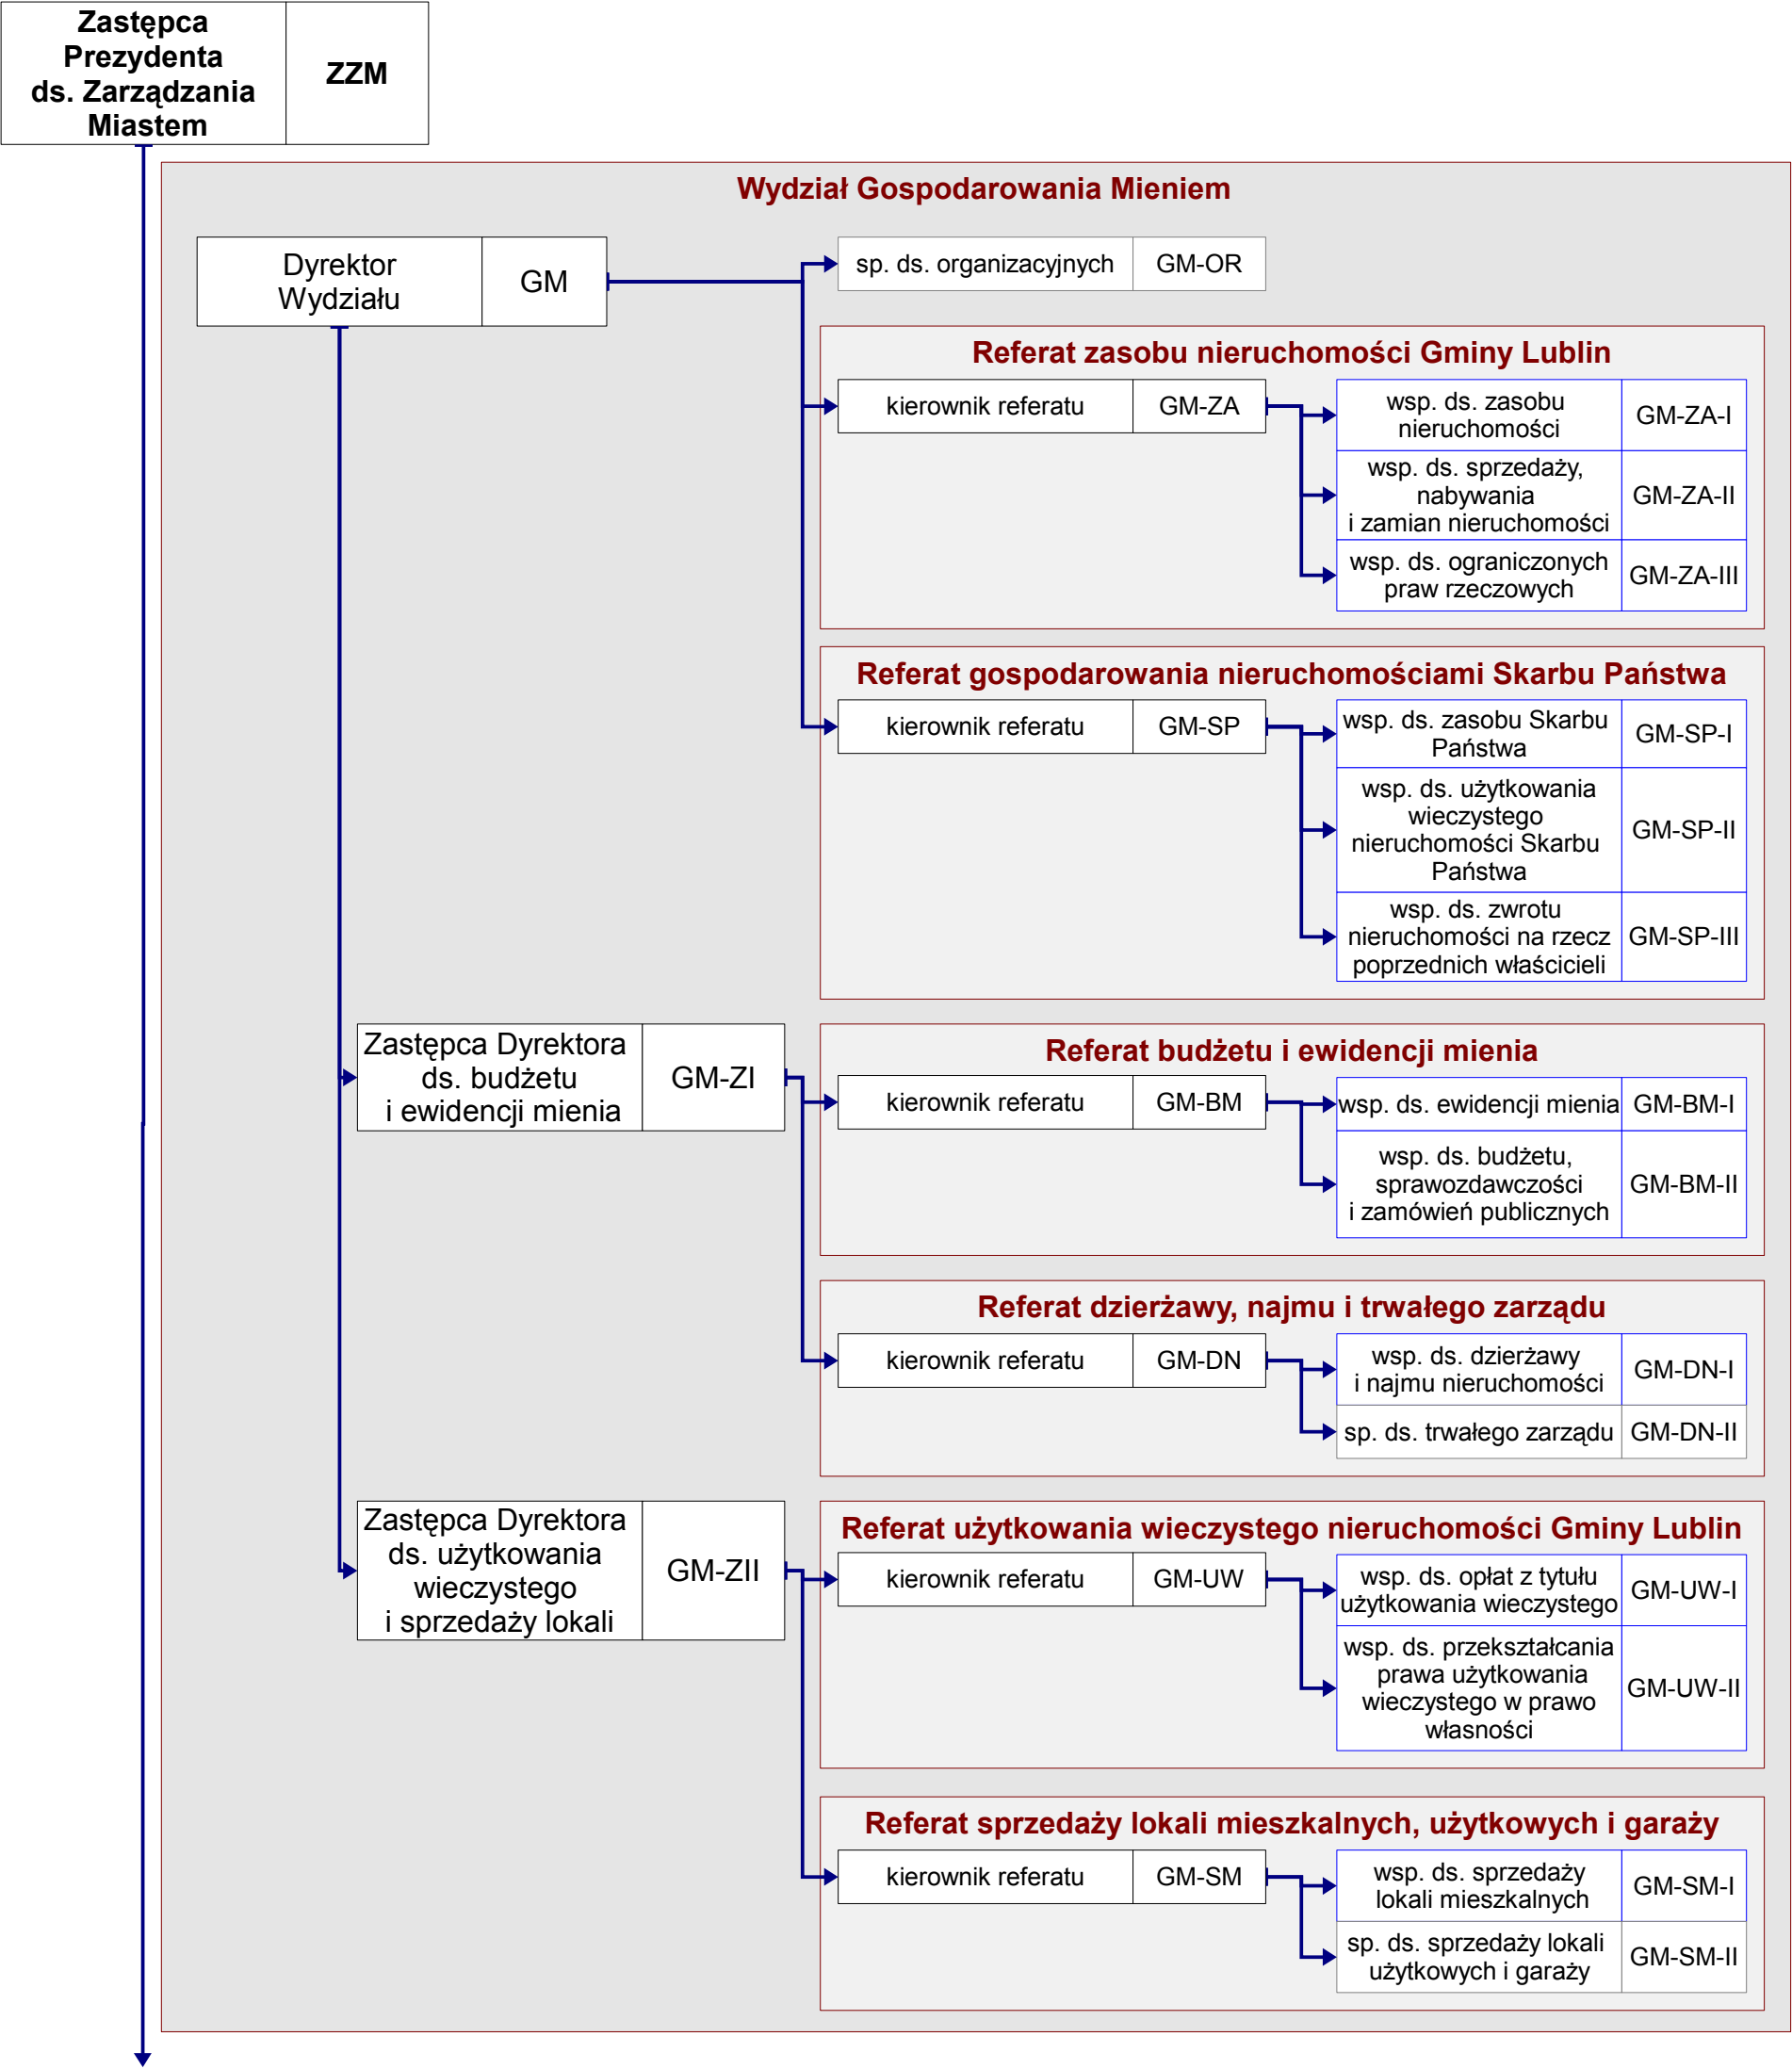 Zastępca
Prezydenta
ds. Zarządzania
Miastem
ZZM
Wydział Gospodarowania Mieniem
Dyrektor
Wydziału
GM
sp. ds. organizacyjnych
GM-OR
Referat zasobu nieruchomości Gminy Lublin
kierownik referatu
GM-ZA
wsp. ds. zasobu
nieruchomości
GM-ZA-I
wsp. ds. sprzedaży,
nabywania
i zamian nieruchomości
GM-ZA-II
wsp. ds. ograniczonych
praw rzeczowych
GM-ZA-III
Referat gospodarowania nieruchomościami Skarbu Państwa
kierownik referatu
GM-SP
wsp. ds. zasobu Skarbu
Państwa
GM-SP-I
wsp. ds. użytkowania
wieczystego
nieruchomości Skarbu
Państwa
GM-SP-II
wsp. ds. zwrotu
nieruchomości na rzecz
poprzednich właścicieli
GM-SP-III
Zastępca Dyrektora
ds. budżetu
i ewidencji mienia
GM-ZI
Referat budżetu i ewidencji mienia
kierownik referatu
GM-BM
wsp. ds. ewidencji mienia
GM-BM-I
wsp. ds. budżetu,
sprawozdawczości
i zamówień publicznych
GM-BM-II
Referat dzierżawy, najmu i trwałego zarządu
kierownik referatu
GM-DN
wsp. ds. dzierżawy
i najmu nieruchomości
GM-DN-I
sp. ds. trwałego zarządu
GM-DN-II
Zastępca Dyrektora
ds. użytkowania
wieczystego
i sprzedaży lokali
GM-ZII
Referat użytkowania wieczystego nieruchomości Gminy Lublin
kierownik referatu
GM-UW
wsp. ds. opłat z tytułu
użytkowania wieczystego
GM-UW-I
wsp. ds. przekształcania
prawa użytkowania
wieczystego w prawo
własności
GM-UW-II
Referat sprzedaży lokali mieszkalnych, użytkowych i garaży
kierownik referatu
GM-SM
wsp. ds. sprzedaży
lokali mieszkalnych
GM-SM-I
sp. ds. sprzedaży lokali
użytkowych i garaży
GM-SM-II